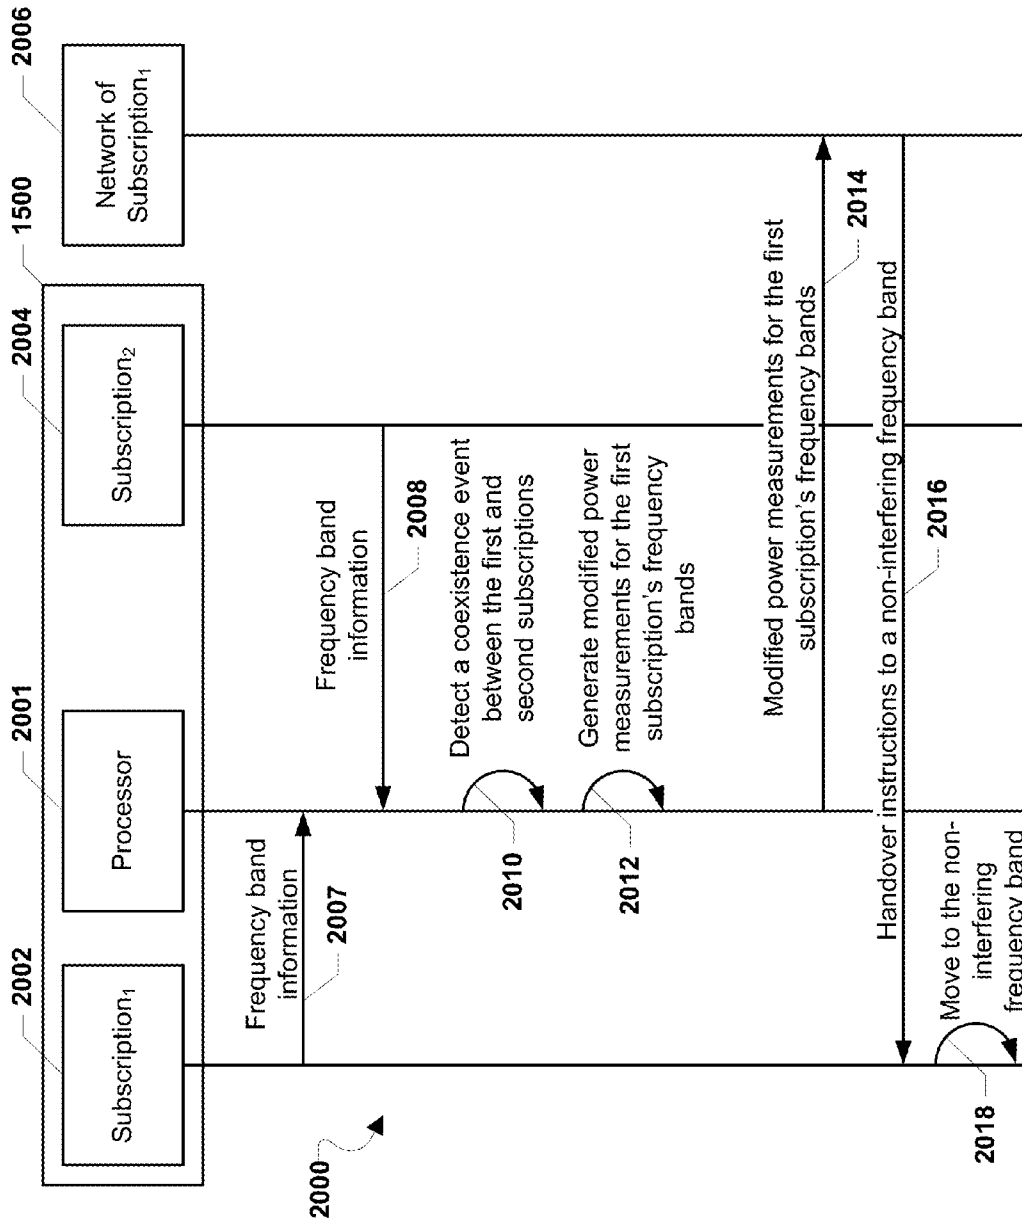 2002
2001
2004
1500
2006
Subscription₁
Processor
Subscription₂
Network of
Subscription₁
2000
Frequency band
information
2007
Frequency band
information
2008
Detect a coexistence event
between the first and
second subscriptions
2010
Generate modified power
measurements for the first
subscription's frequency
bands
2012
Modified power measurements for the first
subscription's frequency bands
2014
Handover instructions to a non-interfering frequency band
2016
Move to the non-
interfering
frequency band
2018